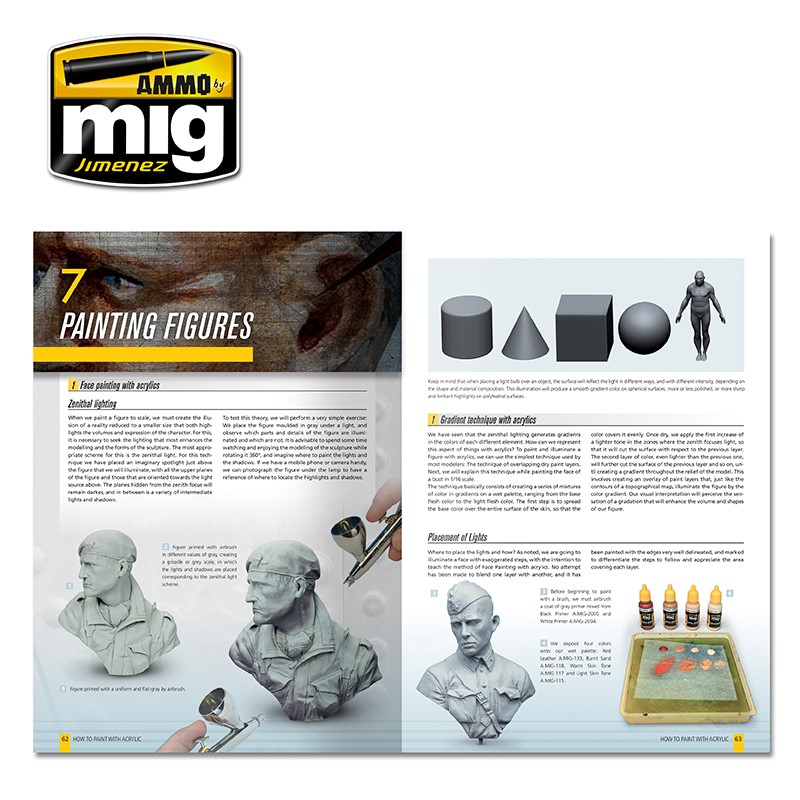 AMMO by
mig
Jimenez
7
PAINTING FIGURES
1 Face painting with acrylics
Zenithal lighting
When we paint a figure to scale, we must create the illu-
sion of a reality reduced to a smaller size that both high-
lights the volumes and expression of the character. For this,
it is necessary to seek the lighting that most enhances the
modelling and the forms of the sculpture. The most appro-
priate scheme for this is the zenithal light. For this tech-
nique we have placed an imaginary spotlight just above
the figure that we will illuminate, with all the upper planes
of the figure and those that are oriented towards the light
source above. The planes hidden from the zenith focus will
remain darker, and in between is a variety of intermediate
lights and shadows.
To test this theory, we will perform a very simple exercise:
We place the figure moulded in gray under a light, and
observe which parts and details of the figure are illumi-
nated and which are not. It is advisable to spend some time
watching and enjoying the modeling of the sculpture while
rotating it 360º, and imagine where to paint the lights and
the shadows. If we have a mobile phone or camera handy,
we can photograph the figure under the lamp to have a
reference of where to locate the highlights and shadows.
2 Figure primed with airbrush
in different values of gray, creating
a grisaille or grey scale, in which
the lights and shadows are placed
corresponding to the zenithal light
scheme.
1
2
1 Figure primed with a uniform and flat gray by airbrush.
62 HOW TO PAINT WITH ACRYLIC
Keep in mind that when placing a light bulb over an object, the surface will reflect the light in different ways, and with different intensity, depending on
the shape and material composition. This illumination will produce a smooth gradient color on spherical surfaces, more or less polished, or more sharp
and brilliant highlights on polyhedral surfaces.
1 Gradient technique with acrylics
We have seen that the zenithal lighting generates gradients
in the colors of each different element. How can we represent
this aspect of things with acrylics? To paint and illuminate a
figure with acrylics, we can use the simplest technique used by
most modelers: The technique of overlapping dry paint layers.
Next, we will explain this technique while painting the face of
a bust in 1/16 scale.
The technique basically consists of creating a series of mixtures
of color in gradients on a wet palette, ranging from the base
flesh color to the light flesh color. The first step is to spread
the base color over the entire surface of the skin, so that the
color covers it evenly. Once dry, we apply the first increase of
a lighter tone in the zones where the zenith focuses light, so
that it will cut the surface with respect to the previous layer.
The second layer of color, even lighter than the previous one,
will further cut the surface of the previous layer and so on, un-
til creating a gradient throughout the relief of the model. This
involves creating an overlay of paint layers that, just like the
contours of a topographical map, illuminate the figure by the
color gradient. Our visual interpretation will perceive the sen-
sation of a gradation that will enhance the volume and shapes
of our figure.
Placement of Lights
Where to place the lights and how? As noted, we are going to
illuminate a face with exaggerated steps, with the intention to
teach the method of Face Painting with acrylic. No attempt
has been made to blend one layer with another, and it has
been painted with the edges very well delineated, and marked
to differentiate the steps to follow and appreciate the area
covering each layer.
3
3 Before beginning to paint
with a brush, we must airbrush
a coat of gray primer mixed from
Black Primer A.MIG-2005 and
White Primer A.MIG-2004.
4 We deposit four colors
onto our wet palette: Red
Leather A.MIG-133, Burnt Sand
A.MIG-118, Warm Skin Tone
A.MIG-117 and Light Skin Tone
A.MIG-115.
4
HOW TO PAINT WITH ACRYLIC 63